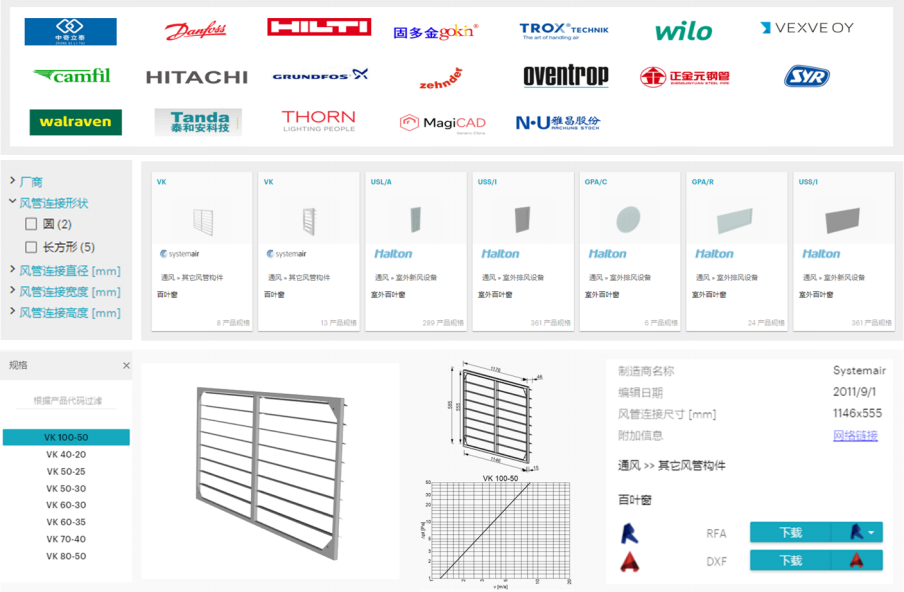 中寄立泰
Danfoss
HILTI
固多金gokin®
TROX® TECHNIK
The art of handling air
wilo
VEXVE OY
camfil
HITACHI
GRUNDFOS
zehnder
oventrop
正金元钢管
SYR
walraven
Tanda
泰和安科技
THORN
LIGHTING PEOPLE
MagiCAD
N·U雅昌股份
YACHUNG STOCK
厂商
风管连接形状
圆 (2)
长方形 (5)
风管连接直径 [mm]
风管连接宽度 [mm]
风管连接高度 [mm]
VK
systemair
通风 » 其它风管构件
百叶窗
8 产品规格
VK
systemair
通风 » 其它风管构件
百叶窗
13 产品规格
USL/A
Halton
通风 » 室外新风设备
室外百叶窗
289 产品规格
USS/I
Halton
通风 » 室外排风设备
室外百叶窗
361 产品规格
GPA/C
Halton
通风 » 室外排风设备
室外百叶窗
6 产品规格
GPA/R
Halton
通风 » 室外排风设备
室外百叶窗
24 产品规格
USS/I
Halton
通风 » 室外新风设备
室外百叶窗
361 产品规格
规格
×
根据产品代码过滤
VK 100-50
VK 40-20
VK 50-25
VK 50-30
VK 60-30
VK 60-35
VK 70-40
VK 80-50
1170
45
585
555
1146
15
VK 100-50
v [m/s]
制造商名称 Systemair
编辑日期 2011/9/1
风管连接尺寸 [mm] 1146x555
附加信息 网络链接
通风 >> 其它风管构件
百叶窗
RFA 下载
DXF 下载